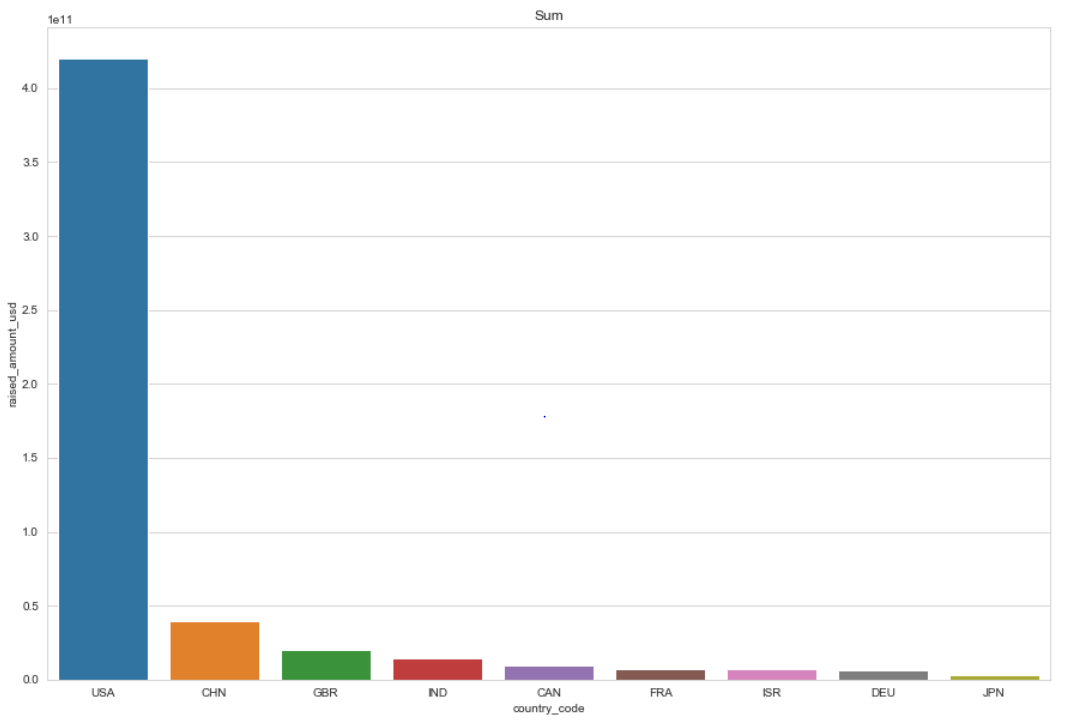 Sum
1e11
4.0
3.5
3.0
2.5
2.0
1.5
1.0
0.5
0.0
raised_amount_usd
USA CHN GBR IND CAN FRA ISR DEU JPN
country_code